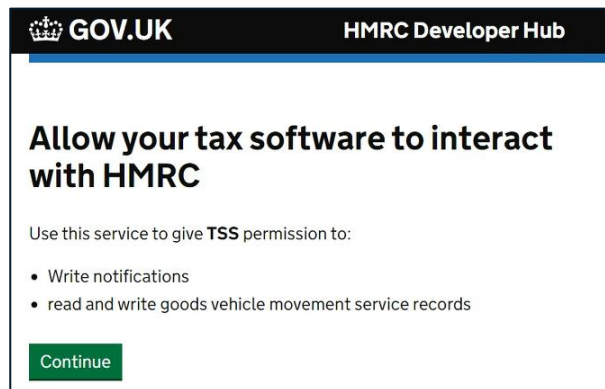 GOV.UK HMRC Developer Hub
Allow your tax software to interact
with HMRC
Use this service to give TSS permission to:
• Write notifications
• read and write goods vehicle movement service records
Continue